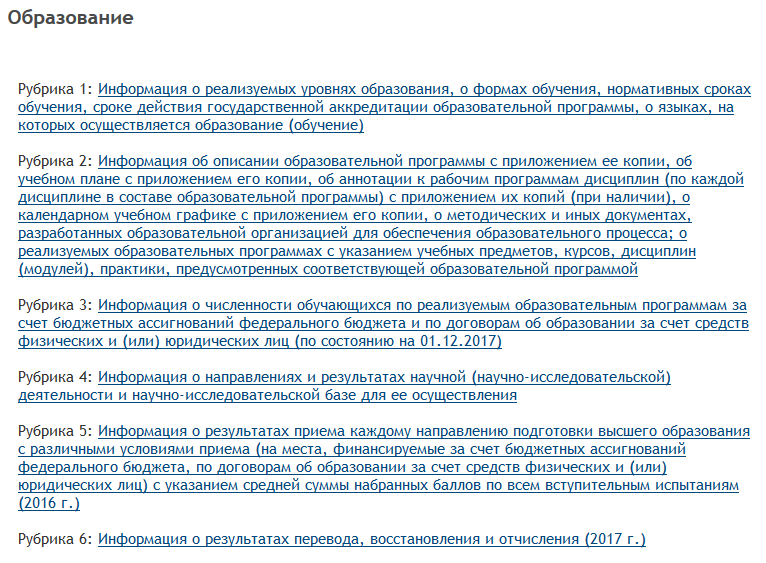 Образование
Рубрика 1: Информация о реализуемых уровнях образования, о формах обучения, нормативных сроках
обучения, сроке действия государственной аккредитации образовательной программы, о языках, на
которых осуществляется образование (обучение)
Рубрика 2: Информация об описании образовательной программы с приложением ее копии, об
учебном плане с приложением его копии, об аннотации к рабочим программам дисциплин (по каждой
дисциплине в составе образовательной программы) с приложением их копий (при наличии), о
календарном учебном графике с приложением его копии, о методических и иных документах,
разработанных образовательной организацией для обеспечения образовательного процесса; о
реализуемых образовательных программах с указанием учебных предметов, курсов, дисциплин
(модулей), практики, предусмотренных соответствующей образовательной программой
Рубрика 3: Информация о численности обучающихся по реализуемым образовательным программам за
счет бюджетных ассигнований федерального бюджета и по договорам об образовании за счет средств
физических и (или) юридических лиц (по состоянию на 01.12.2017)
Рубрика 4: Информация о направлениях и результатах научной (научно-исследовательской)
деятельности и научно-исследовательской базе для ее осуществления
Рубрика 5: Информация о результатах приема каждому направлению подготовки высшего образования
с различными условиями приема (на места, финансируемые за счет бюджетных ассигнований
федерального бюджета, по договорам об образовании за счет средств физических и (или)
юридических лиц) с указанием средней суммы набранных баллов по всем вступительным испытаниям
(2016 г.)
Рубрика 6: Информация о результатах перевода, восстановления и отчисления (2017 г.)